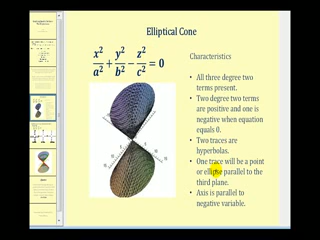 Elliptical Cone
x²/a² + y²/b² - z²/c² = 0
Characteristics
• All three degree two
terms present.
• Two degree two terms
are positive and one is
negative when equation
equals 0.
• Two traces are
hyperbolas.
• One trace will be a point
or ellipse parallel to the
third plane.
• Axis is parallel to
negative variable.